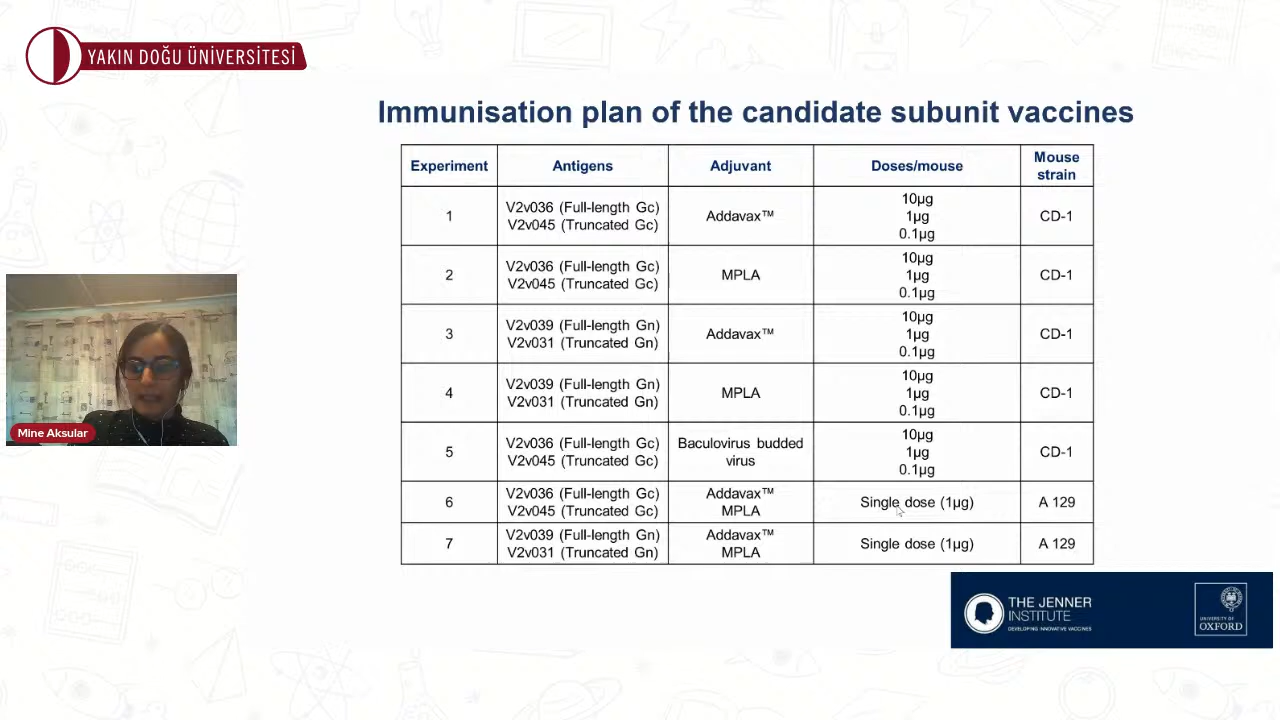 YAKIN DOĞU ÜNİVERSİTESİ
Immunisation plan of the candidate subunit vaccines
Experiment Antigens Adjuvant Doses/mouse Mouse strain
1 V2v036 (Full-length Gc) V2v045 (Truncated Gc) Addavax™ 10µg 1µg 0.1µg CD-1
2 V2v036 (Full-length Gc) V2v045 (Truncated Gc) MPLA 10µg 1µg 0.1µg CD-1
3 V2v039 (Full-length Gn) V2v031 (Truncated Gn) Addavax™ 10µg 1µg 0.1µg CD-1
4 V2v039 (Full-length Gn) V2v031 (Truncated Gn) MPLA 10µg 1µg 0.1µg CD-1
5 V2v036 (Full-length Gc) V2v045 (Truncated Gc) Baculovirus budded virus 10µg 1µg 0.1µg CD-1
6 V2v036 (Full-length Gc) V2v045 (Truncated Gc) Addavax™ MPLA Single dose (1µg) A 129
7 V2v039 (Full-length Gn) V2v031 (Truncated Gn) Addavax™ MPLA Single dose (1µg) A 129
Mine Aksular
THE JENNER
INSTITUTE
DEVELOPING INNOVATIVE VACCINES
UNIVERSITY OF
OXFORD